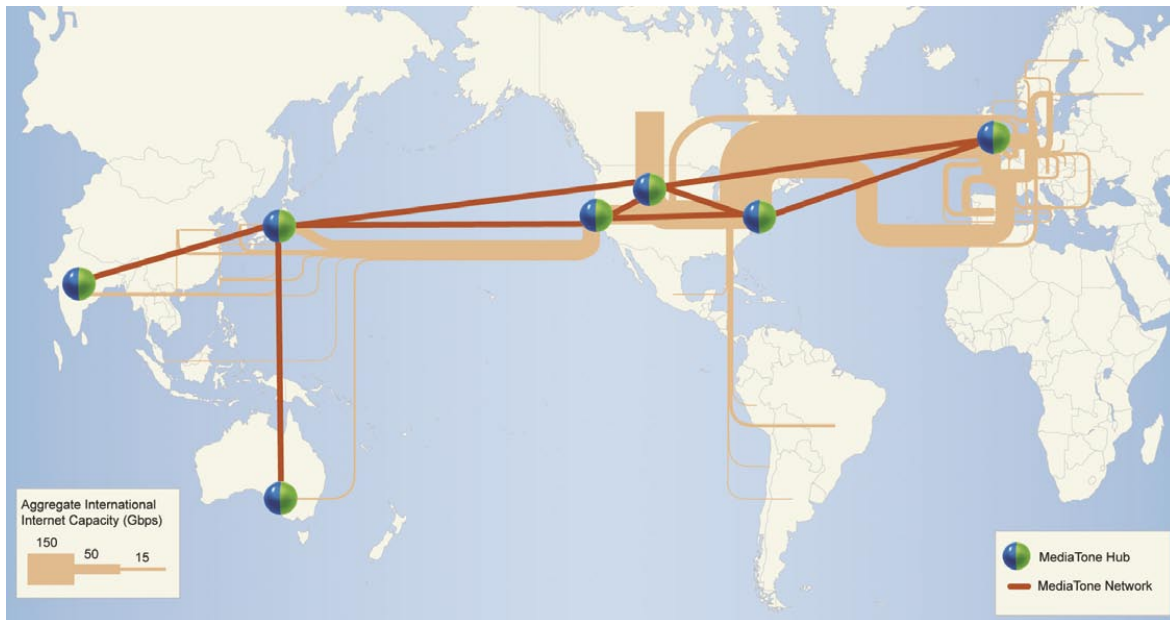 Aggregate International
Internet Capacity (Gbps)
150
50
15
MediaTone Hub
MediaTone Network